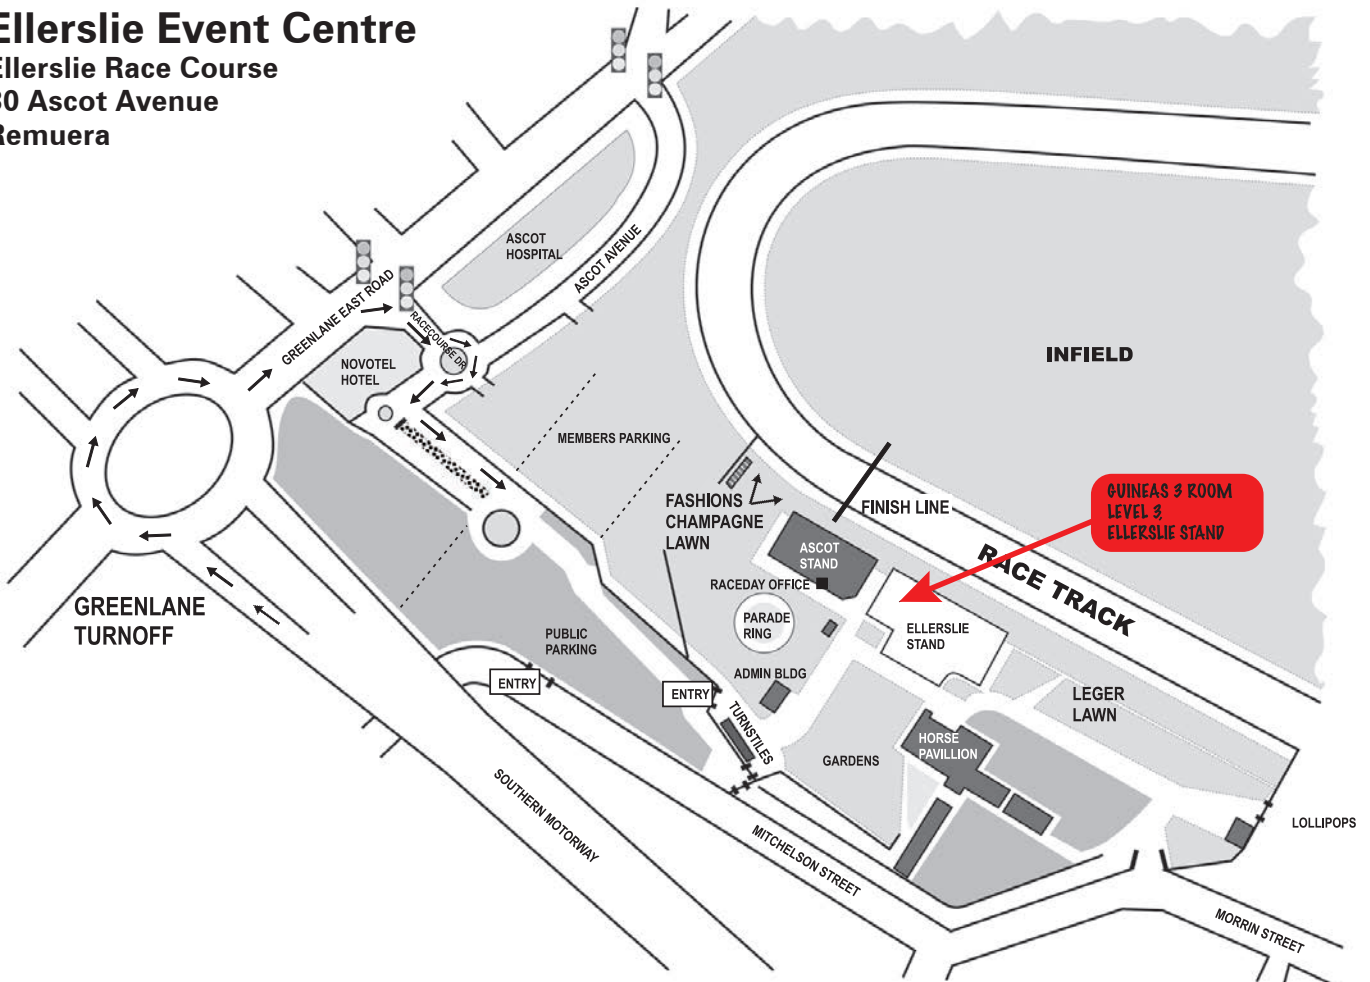 Ellerslie Event Centre
Ellerslie Race Course
80 Ascot Avenue
Remuera
ASCOT
HOSPITAL
ASCOT AVENUE
GREENLANE EAST ROAD
RACECOURSE DR
NOVOTEL
HOTEL
INFIELD
MEMBERS PARKING
FASHIONS
CHAMPAGNE
LAWN
FINISH LINE
GUINEAS 3 ROOM
LEVEL 3,
ELLERSLIE STAND
ASCOT
STAND
RACE TRACK
RACEDAY OFFICE
GREENLANE
TURNOFF
PARADE
RING
ELLERSLIE
STAND
PUBLIC
PARKING
ADMIN BLDG
ENTRY
ENTRY
LEGER
LAWN
TURNSTILES
HORSE
PAVILLION
GARDENS
SOUTHERN MOTORWAY
MITCHELSON STREET
LOLLIPOPS
MORRIN STREET